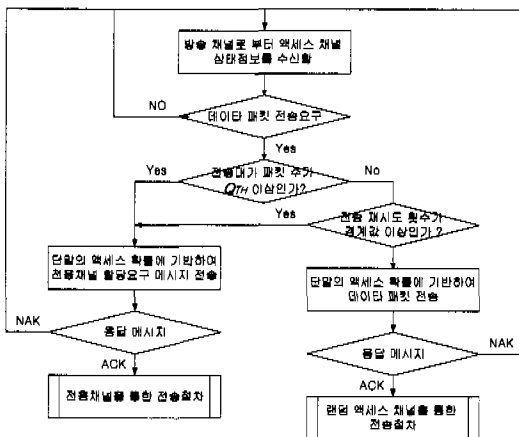 방송 채널로 부터 액세스 채널
상태정보를 수신함
NO
데이타 패킷 전송요구
Yes
Yes
전송대기 패킷 수가
QTH 이상인가?
No
Yes
전송 재시도 횟수가
경계값 이상인가 ?
단말의 액세스 확률에 기반하여
전용채널 할당요구 메시지 전송
단말의 액세스 확률에 기반하여
데이타 패킷 전송
NAK
응답 메시지
응답 메시지
NAK
ACK
ACK
전용채널을 통한 전송절차
랜덤 액세스 채널을 통한
전송절차